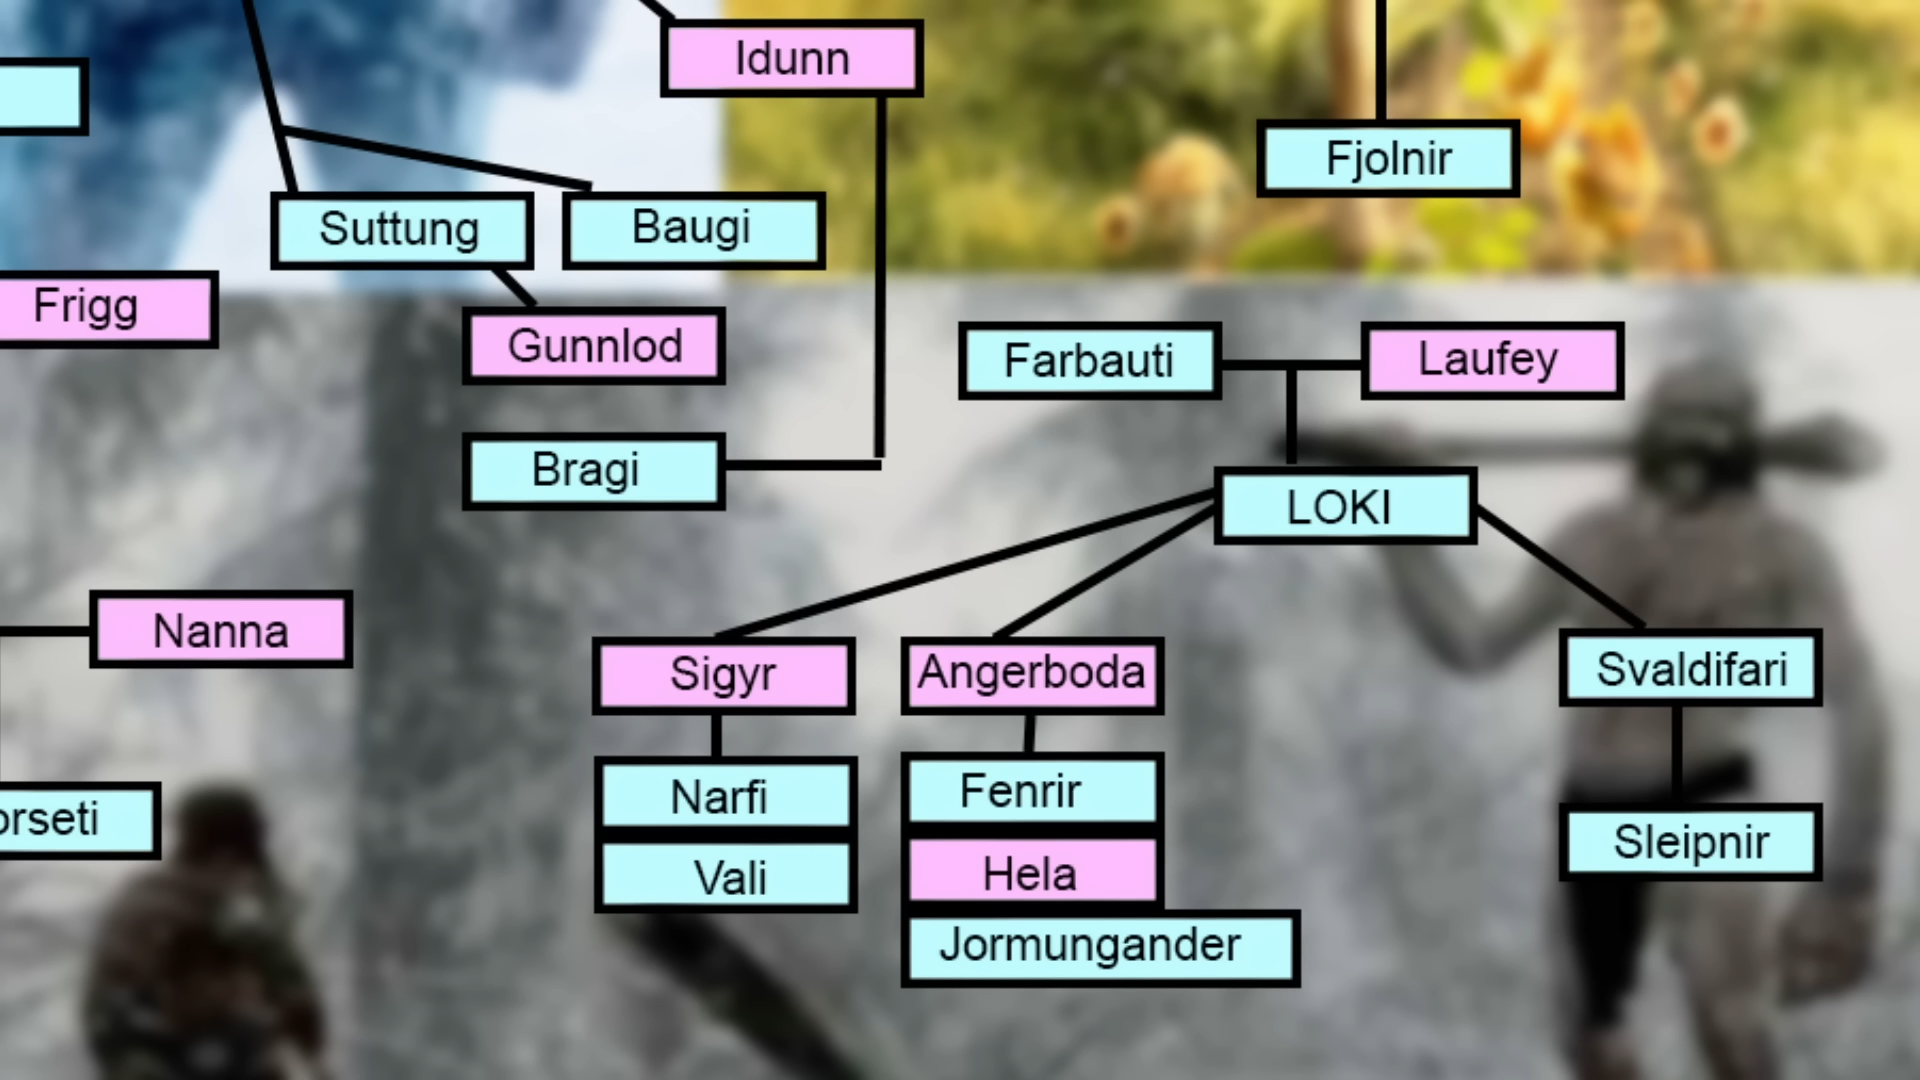 Idunn
Fjolnir
Suttung
Baugi
Frigg
Gunnlod
Farbauti
Laufey
Bragi
LOKI
Nanna
Sigyr
Angerboda
Svaldifari
Narfi
Fenrir
orseti
Sleipnir
Vali
Hela
Jormungander